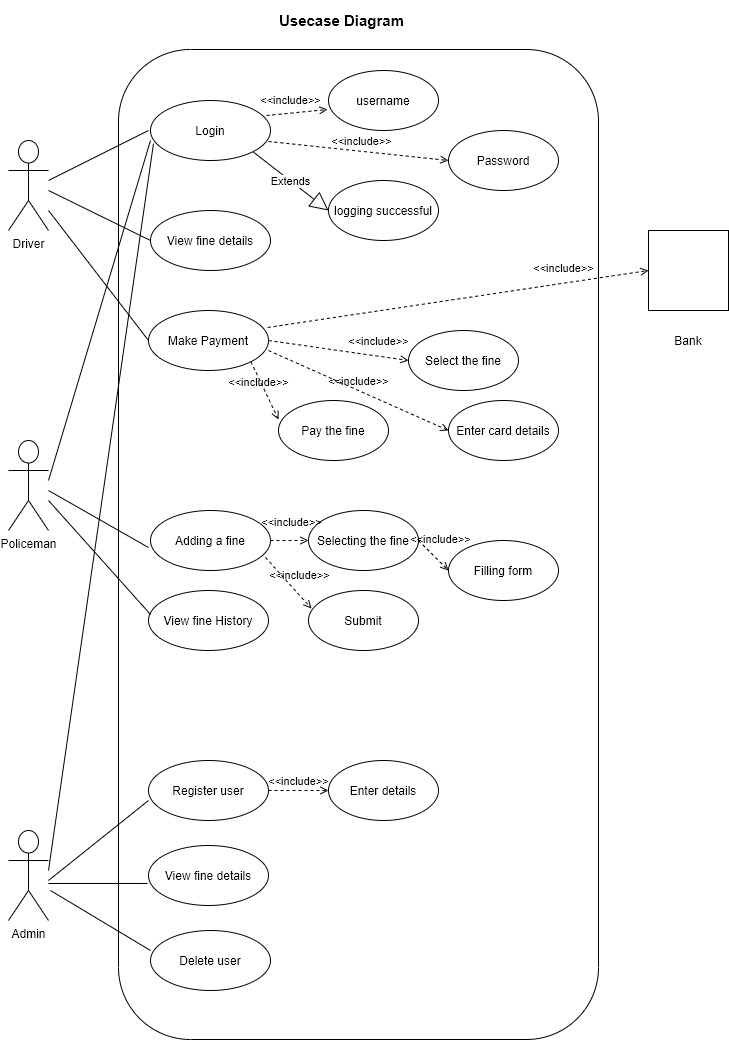 Usecase Diagram
<<include>>
username
Login
<<include>>
Password
Extends
logging successful
Driver
View fine details
<<include>>
Bank
Make Payment
<<include>>
Select the fine
<<include>>
<<include>>
Pay the fine
Enter card details
Policeman
<<include>>
Adding a fine
Selecting the fine
<<include>>
Filling form
<<include>>
View fine History
Submit
<<include>>
Register user
Enter details
View fine details
Admin
Delete user